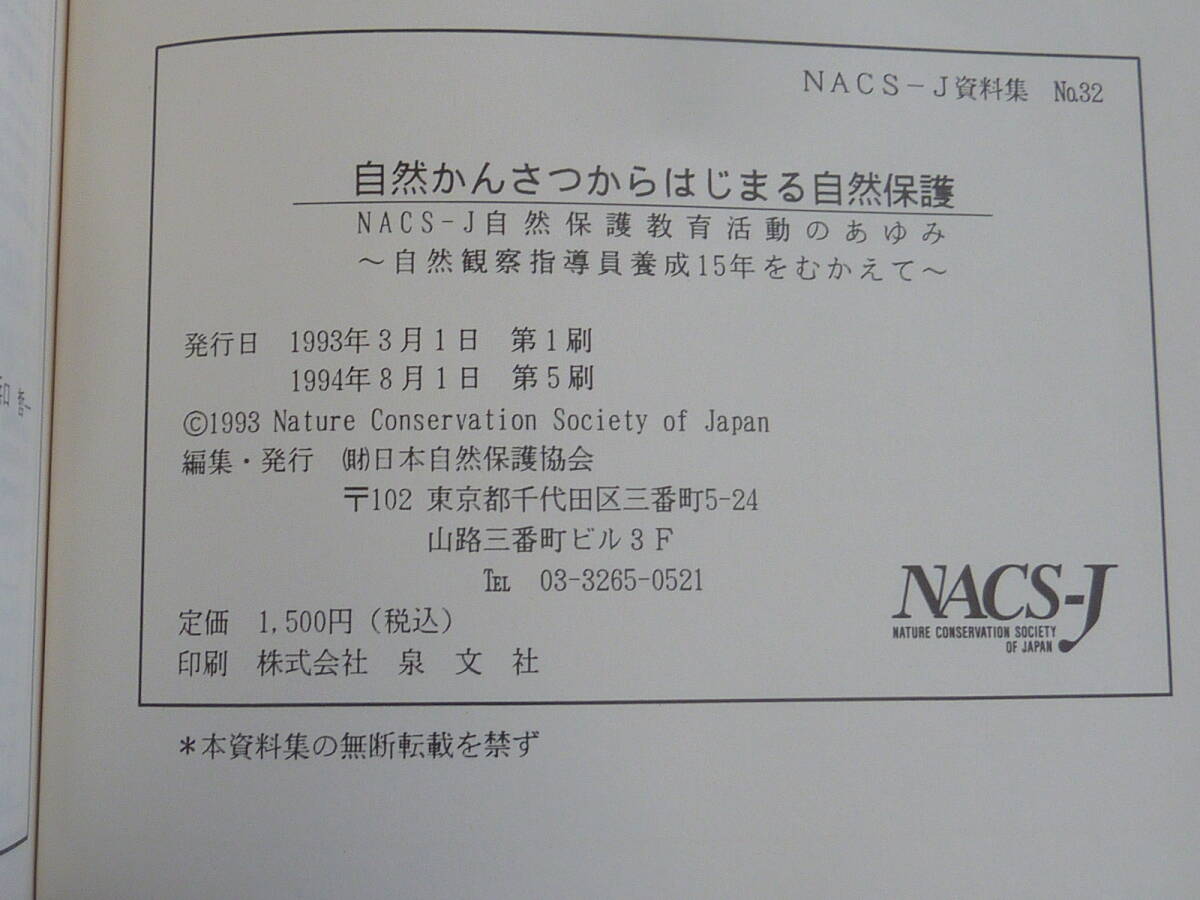 NACS-J資料集 No.32
自然かんさつからはじまる自然保護
NACS-J自然保護教育活動のあゆみ
～自然観察指導員養成15年をむかえて～
発行日 1993年3月1日 第1刷
1994年8月1日 第5刷
©1993 Nature Conservation Society of Japan
編集・発行 ㈶日本自然保護協会
〒102 東京都千代田区三番町5-24
山路三番町ビル3F
℡ 03-3265-0521
定価 1,500円（税込）
印刷 株式会社 泉文社
NACS-J
NATURE CONSERVATION SOCIETY
OF JAPAN
＊本資料集の無断転載を禁ず